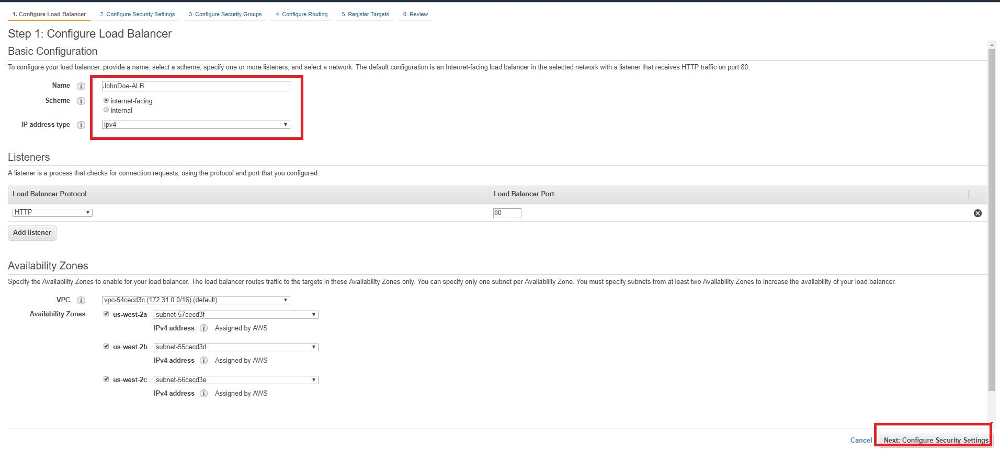 1. Configure Load Balancer 2. Configure Security Settings 3. Configure Security Groups 4. Configure Routing 5. Register Targets 6. Review
Step 1: Configure Load Balancer
Basic Configuration
To configure your load balancer, provide a name, select a scheme, specify one or more listeners, and select a network. The default configuration is an Internet-facing load balancer in the selected network with a listener that receives HTTP traffic on port 80.
Name i JohnDoe-ALB
Scheme i internet-facing
internal
IP address type i ipv4
Listeners
A listener is a process that checks for connection requests, using the protocol and port that you configured.
Load Balancer Protocol Load Balancer Port
HTTP 80
Add listener
Availability Zones
Specify the Availability Zones to enable for your load balancer. The load balancer routes traffic to the targets in these Availability Zones only. You can specify only one subnet per Availability Zone. You must specify subnets from at least two Availability Zones to increase the availability of your load balancer.
VPC i vpc-54cecd3c (172.31.0.0/16) (default)
Availability Zones us-west-2a subnet-57cecd3f
IPv4 address i Assigned by AWS
us-west-2b subnet-55cecd3d
IPv4 address i Assigned by AWS
us-west-2c subnet-56cecd3e
IPv4 address i Assigned by AWS
Cancel Next: Configure Security Settings